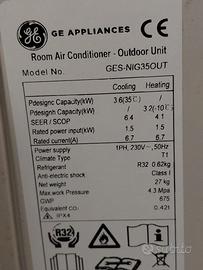 GE APPLIANCES
Room Air Conditioner - Outdoor Unit
Model No. GES-NIG35OUT
Cooling Heating
Pdesignc Capacity(kW) 3.6(35℃)
Pdesignh Capacity(kW) 3.2(-10℃)
SEER / SCOP 6.4 4.1
Rated power input(kW) 1.5 1.5
Rated current(A) 6.7 6.7
Power supply 1PH, 230V~, 50Hz
Climate Type T1
Refrigerant R32 0.62kg
Anti-electric shock Class I
Net weight 27 kg
Max.work Pressure 4.3 Mpa
GWP 675
Equivalent CO₂ 0.42t
IPX4
R32
subito